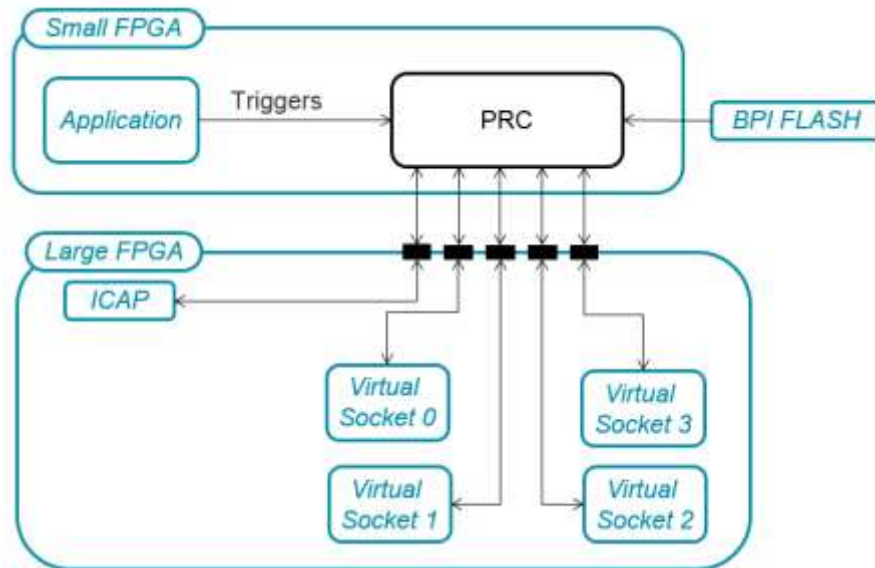 Small FPGA
Application
Triggers
PRC
BPI FLASH
Large FPGA
ICAP
Virtual
Socket 0
Virtual
Socket 3
Virtual
Socket 1
Virtual
Socket 2